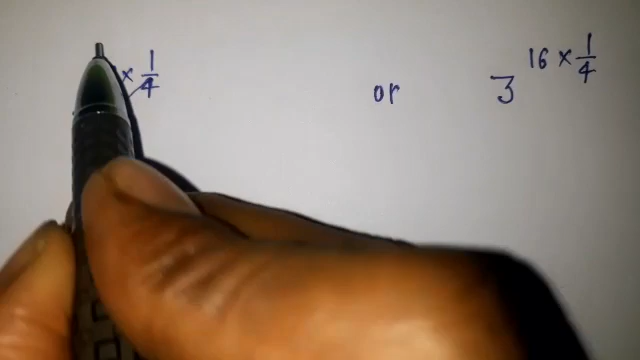 × 1/4 or 3^(16 × 1/4)